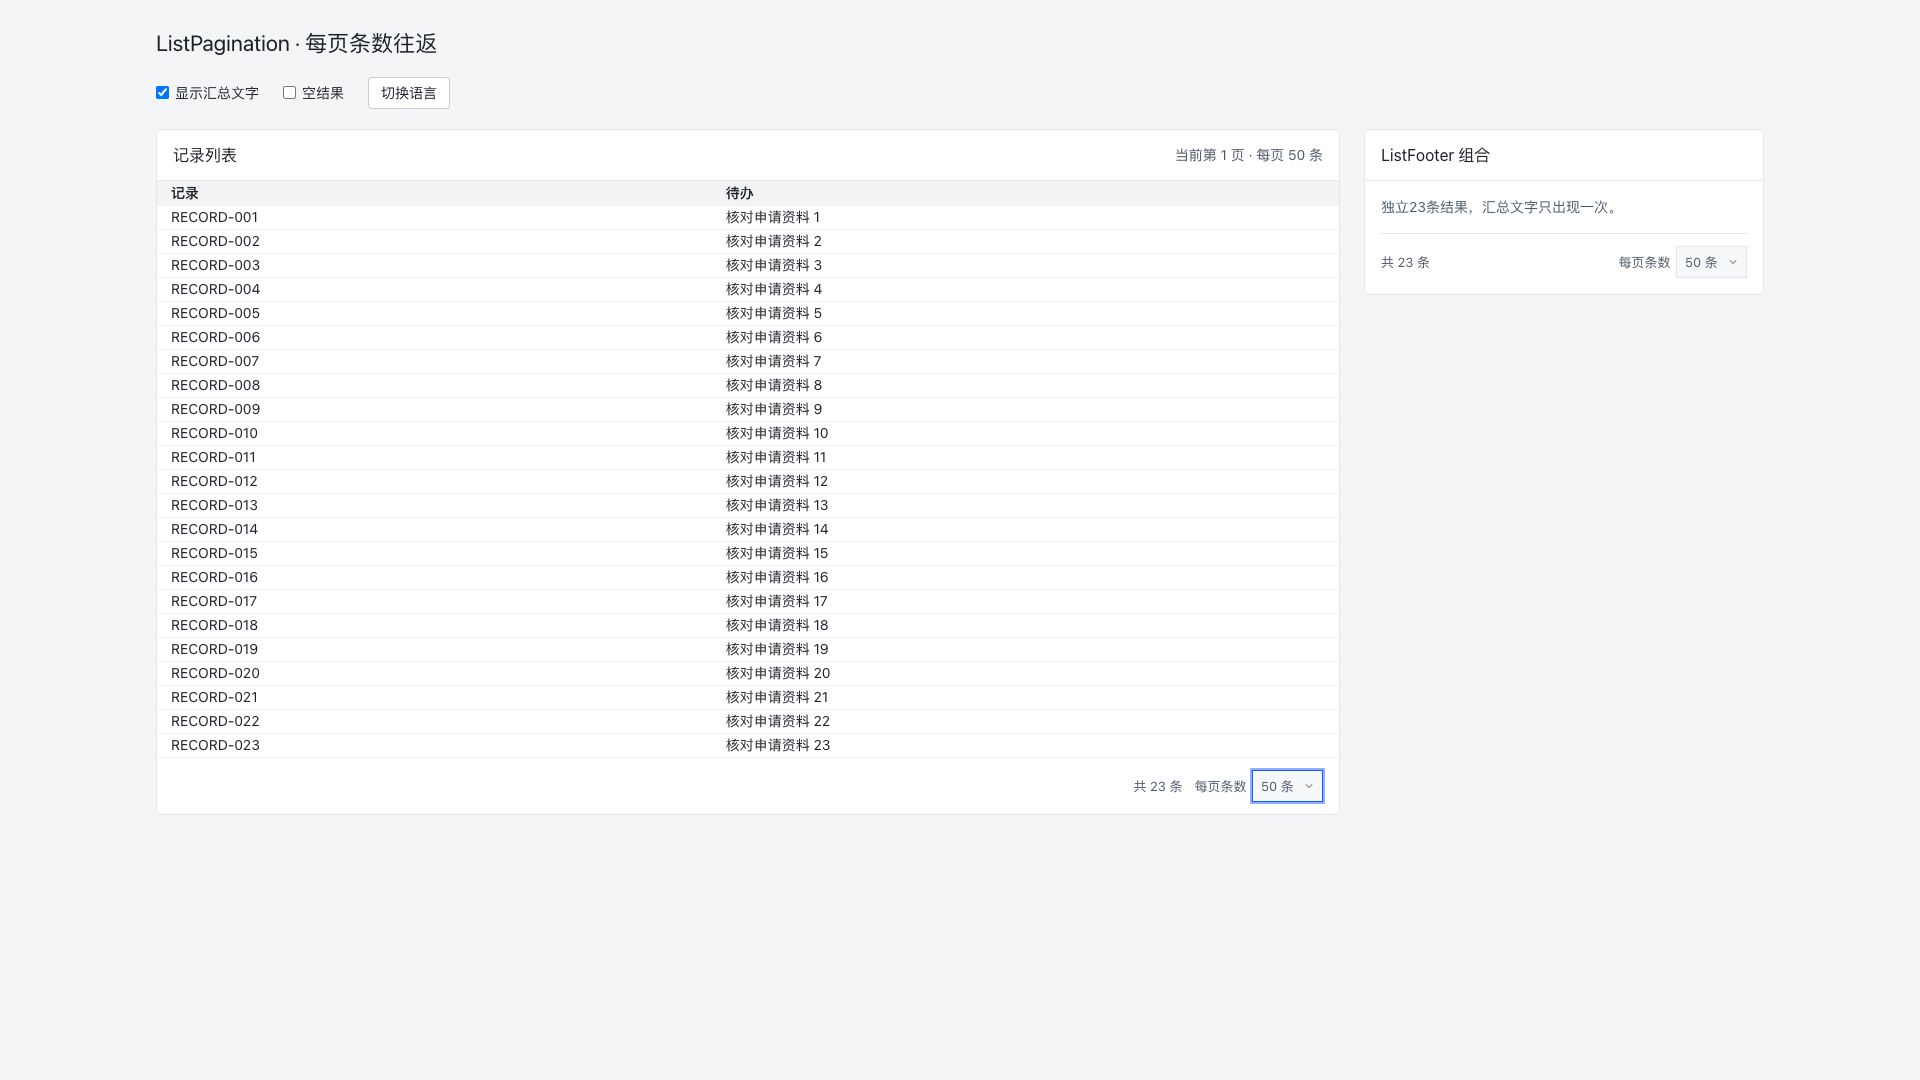 ListPagination · 每页条数往返
显示汇总文字 空结果 切换语言
记录列表 当前第 1 页 · 每页 50 条
记录 待办
RECORD-001 核对申请资料 1
RECORD-002 核对申请资料 2
RECORD-003 核对申请资料 3
RECORD-004 核对申请资料 4
RECORD-005 核对申请资料 5
RECORD-006 核对申请资料 6
RECORD-007 核对申请资料 7
RECORD-008 核对申请资料 8
RECORD-009 核对申请资料 9
RECORD-010 核对申请资料 10
RECORD-011 核对申请资料 11
RECORD-012 核对申请资料 12
RECORD-013 核对申请资料 13
RECORD-014 核对申请资料 14
RECORD-015 核对申请资料 15
RECORD-016 核对申请资料 16
RECORD-017 核对申请资料 17
RECORD-018 核对申请资料 18
RECORD-019 核对申请资料 19
RECORD-020 核对申请资料 20
RECORD-021 核对申请资料 21
RECORD-022 核对申请资料 22
RECORD-023 核对申请资料 23
共 23 条 每页条数 50 条
ListFooter 组合
独立23条结果，汇总文字只出现一次。
共 23 条 每页条数 50 条